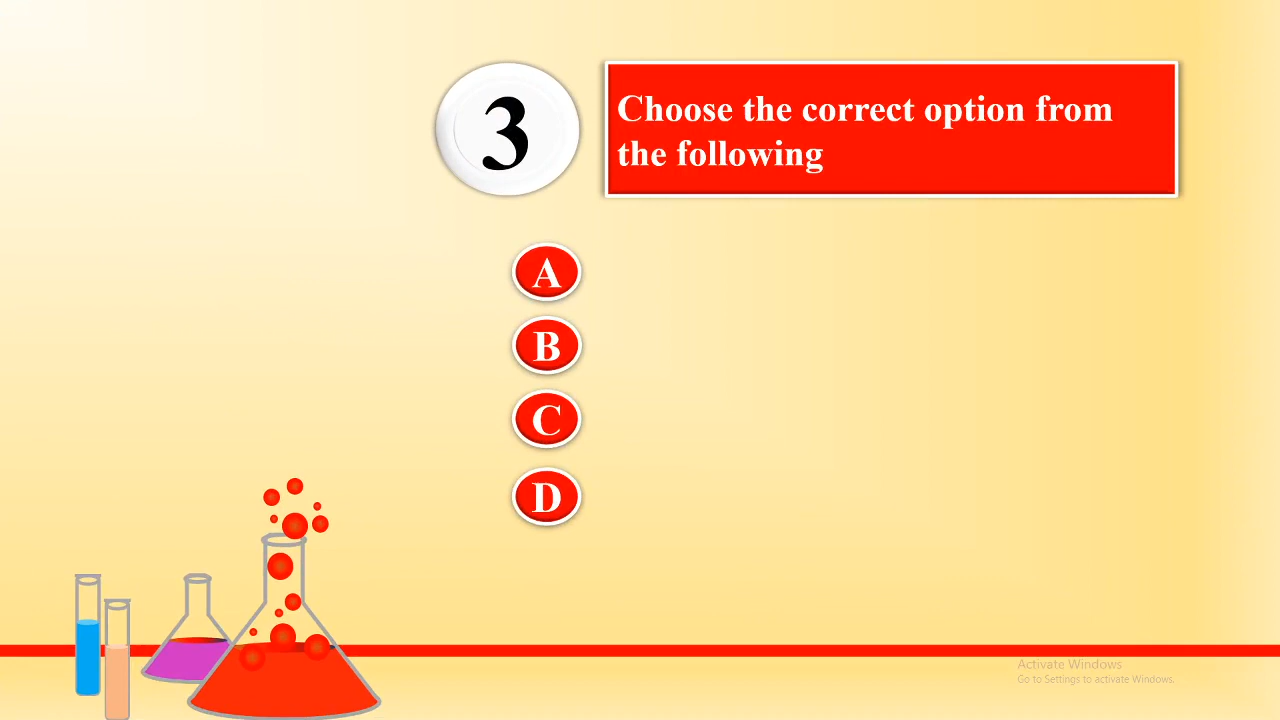 3
Choose the correct option from
the following
A
B
C
D
Activate Windows
Go to Settings to activate Windows.